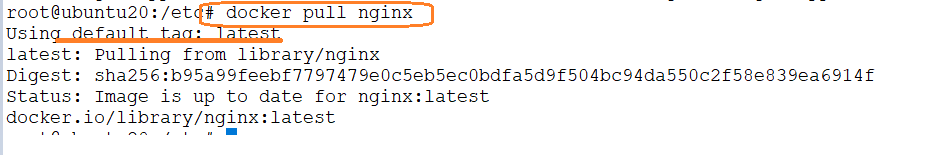 root@ubuntu20:/etc# docker pull nginx
Using default tag: latest
latest: Pulling from library/nginx
Digest: sha256:b95a99feebf7797479e0c5eb5ec0bdfa5d9f504bc94da550c2f58e839ea6914f
Status: Image is up to date for nginx:latest
docker.io/library/nginx:latest